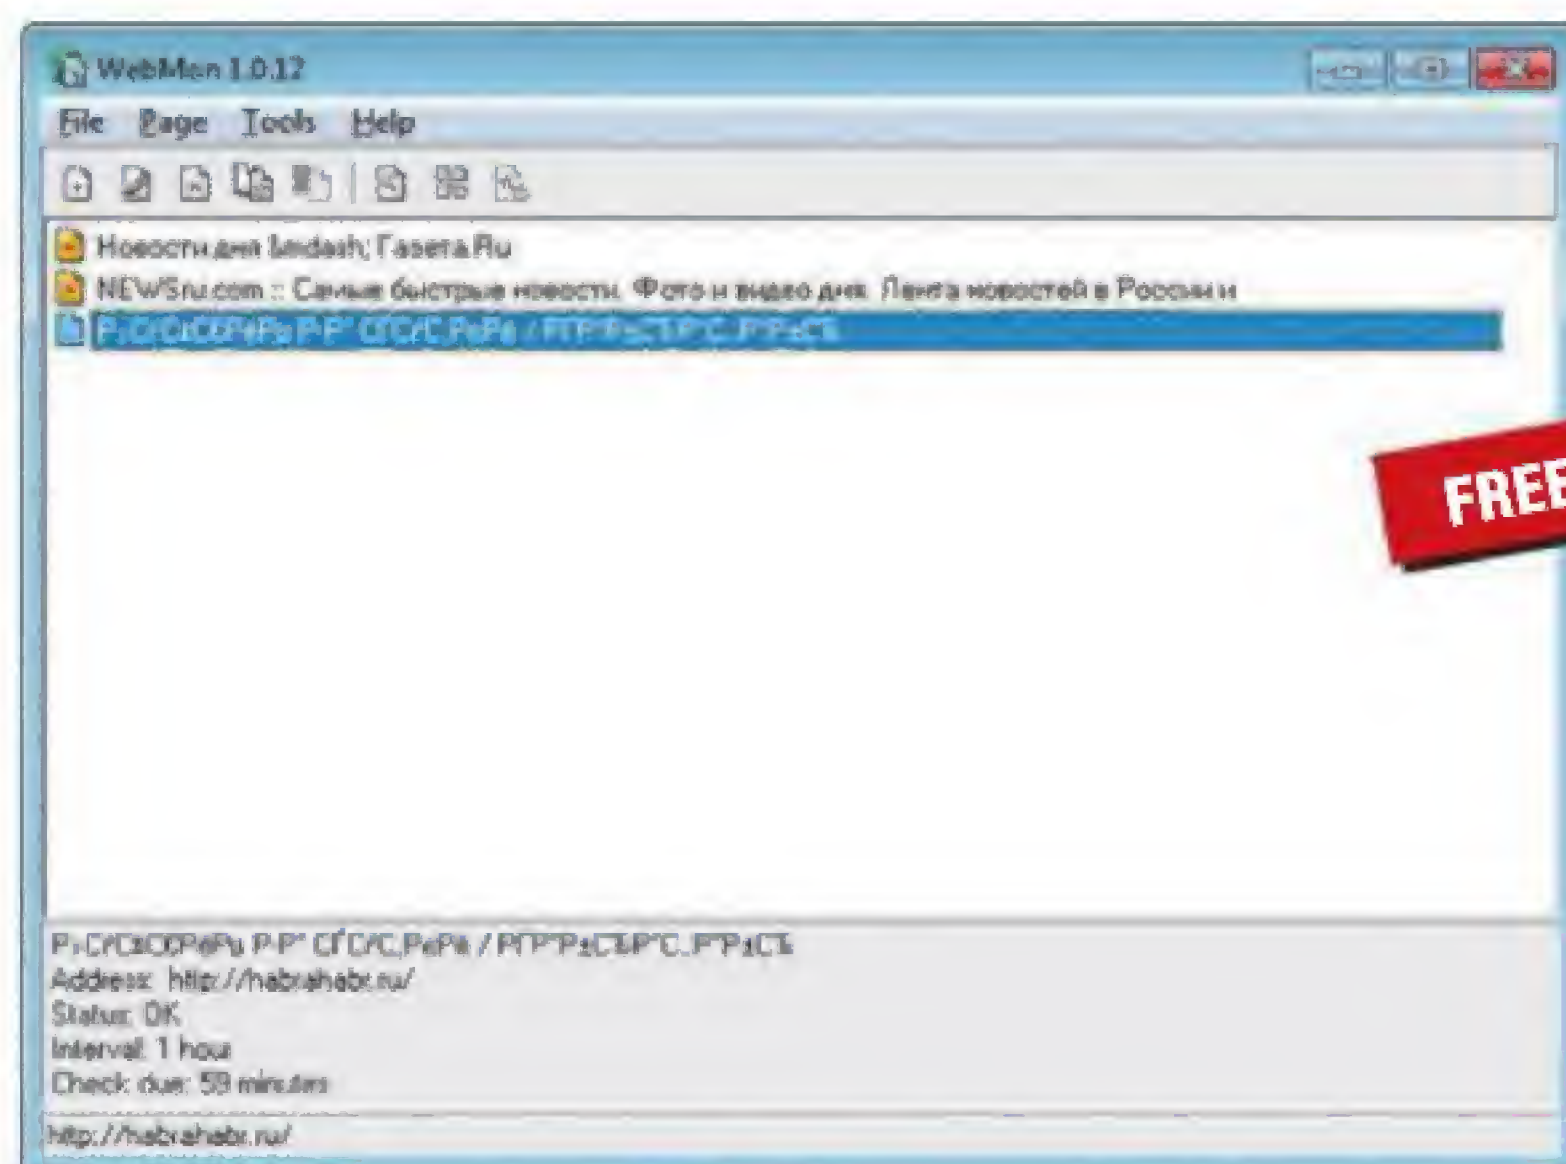 WebMon 1.0.12
File Page Tools Help
Новости дня &mdash; Газета.Ru
NEWSru.com :: Самые быстрые новости. Фото и видео дня. Лента новостей в России и
FREE
Address: http://habrahabr.ru/
Status: OK
Interval: 1 hour
Check due: 59 minutes
http://habrahabr.ru/